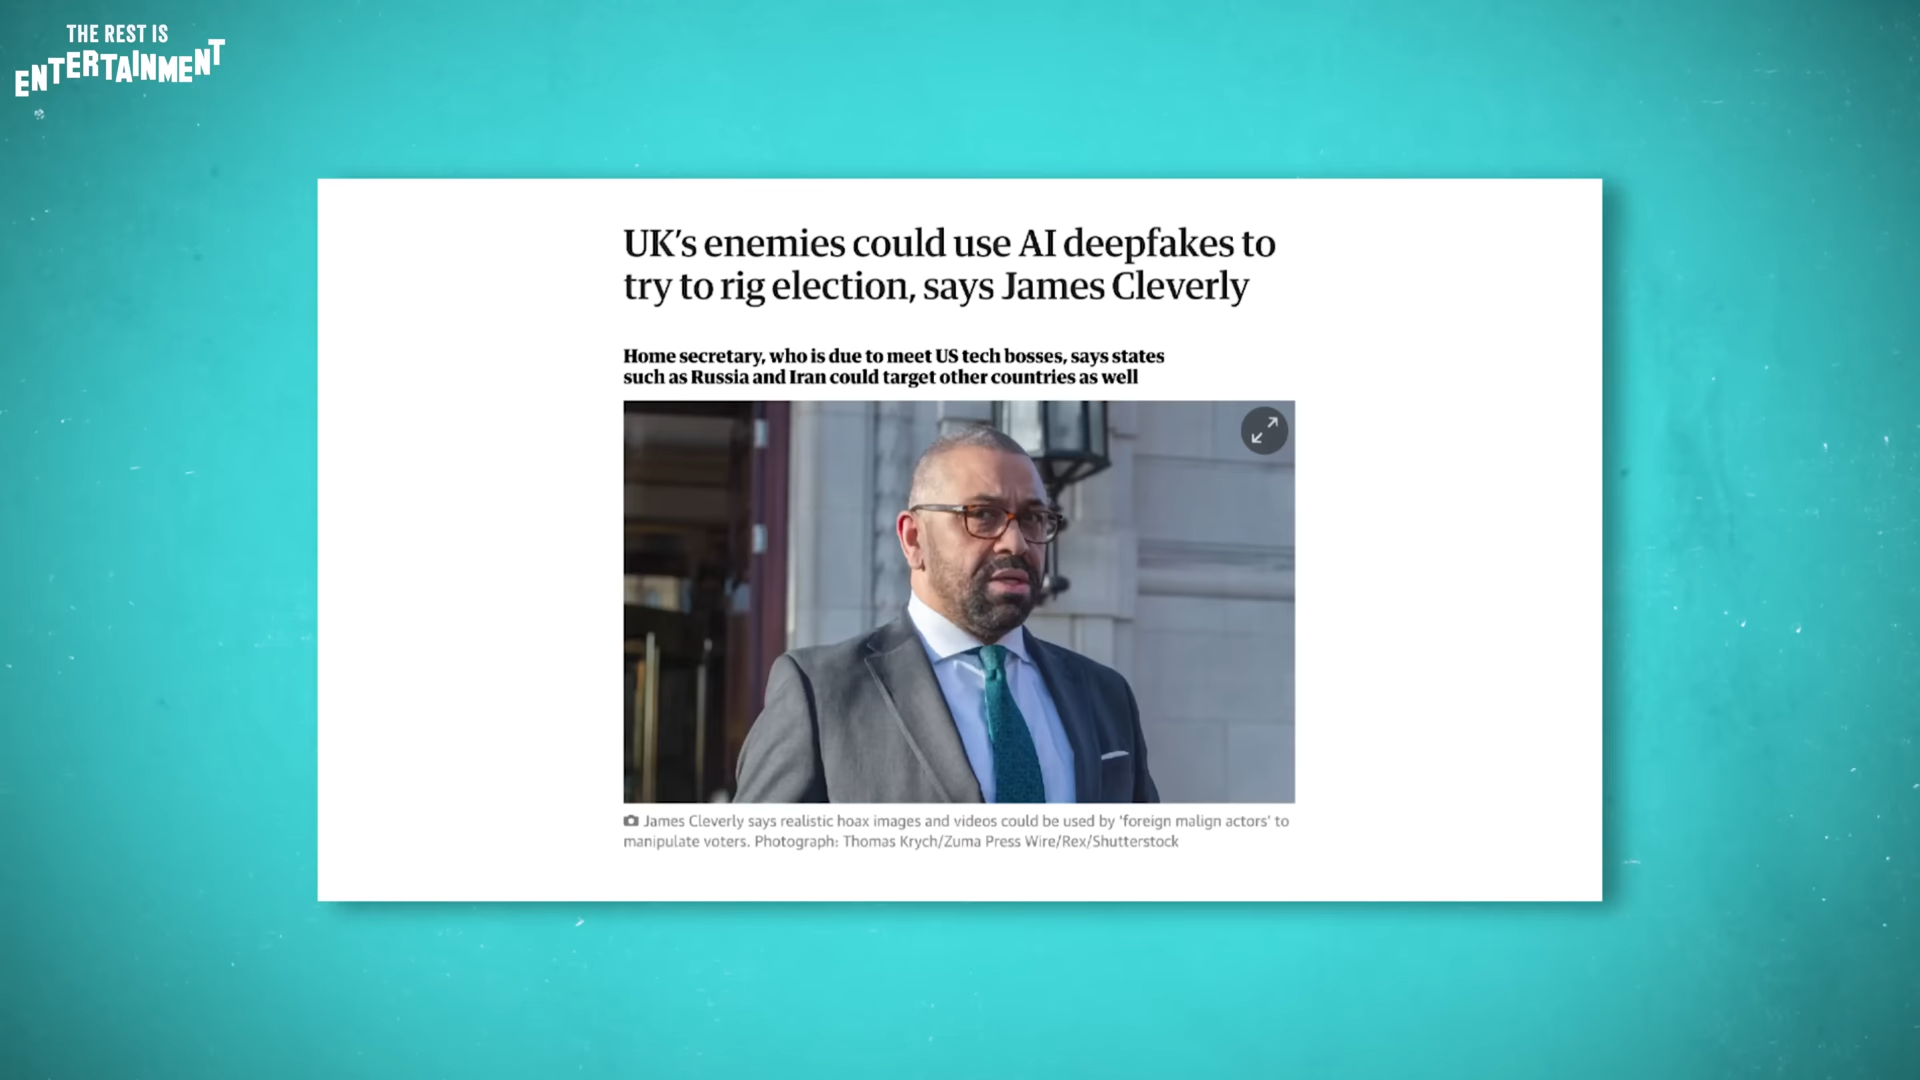 THE REST IS
ENTERTAINMENT
UK’s enemies could use AI deepfakes to
try to rig election, says James Cleverly
Home secretary, who is due to meet US tech bosses, says states
such as Russia and Iran could target other countries as well
James Cleverly says realistic hoax images and videos could be used by ‘foreign malign actors’ to
manipulate voters. Photograph: Thomas Krych/Zuma Press Wire/Rex/Shutterstock